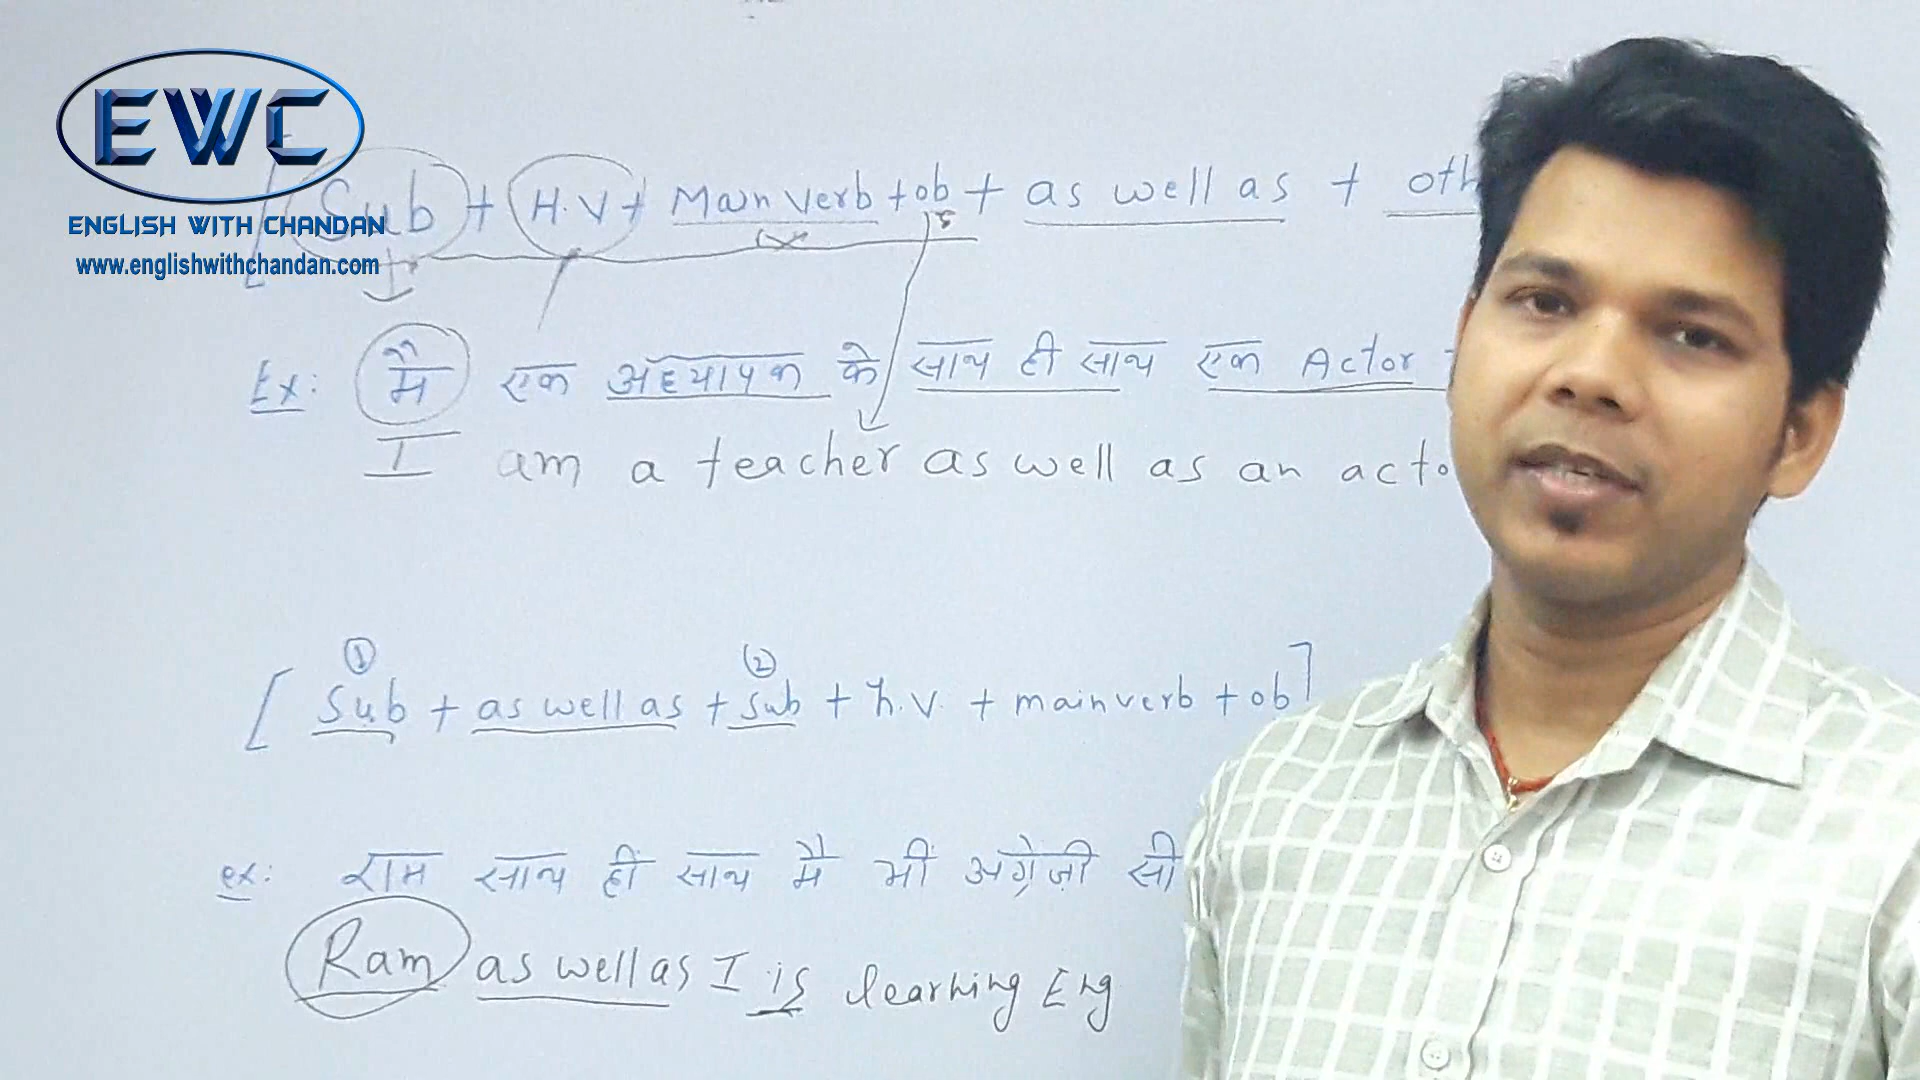 EWC
ENGLISH WITH CHANDAN
www.englishwithchandan.com
[ Sub + H.V + Main verb + ob + as well as + oth
Ex: मै एक अध्यापक के साथ ही साथ एक Actor
I am a teacher as well as an acto
① ②
[ Sub + as well as + sub + h.v. + main verb + ob ]
ex: राम साथ ही साथ मै भी अंग्रेज़ी सी
Ram as well as I is learning Eng